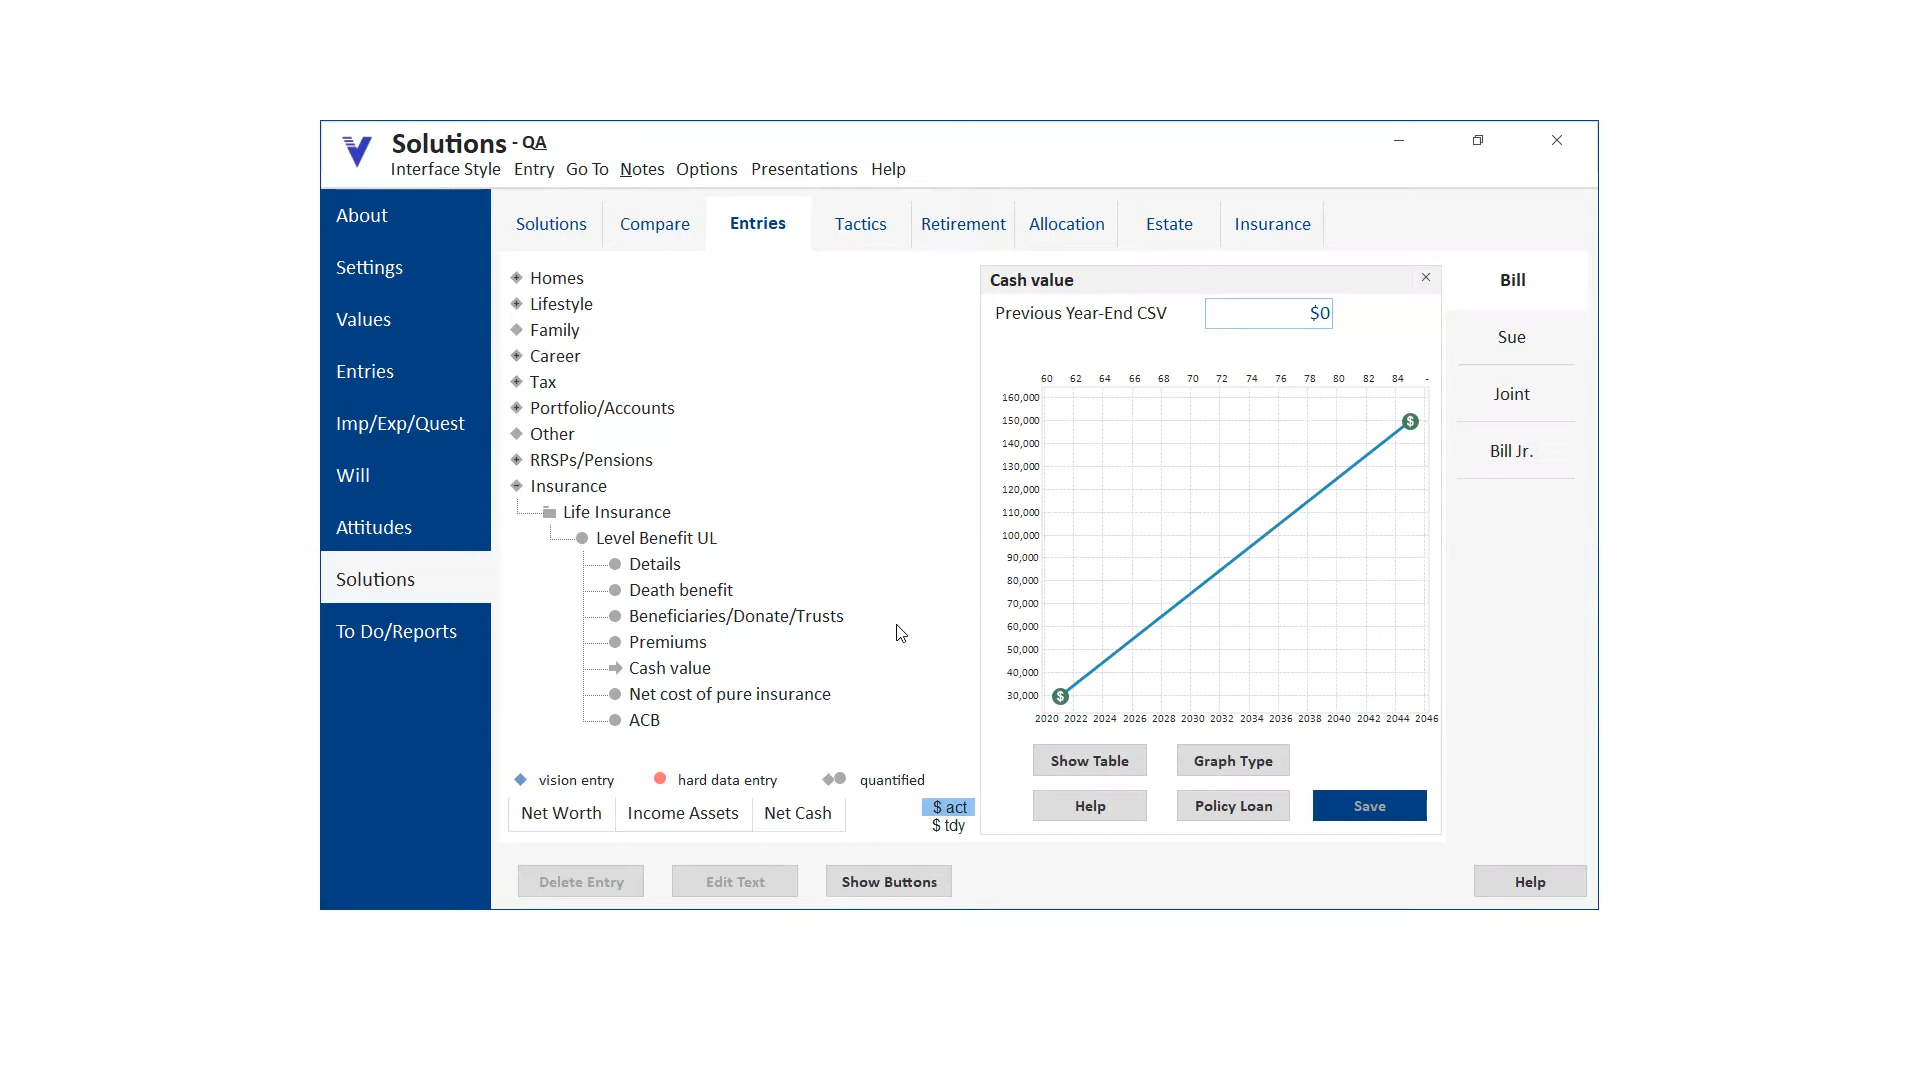 Solutions - QA
Interface Style Entry Go To Notes Options Presentations Help
About
Settings
Values
Entries
Imp/Exp/Quest
Will
Attitudes
Solutions
To Do/Reports
Solutions Compare Entries Tactics Retirement Allocation Estate Insurance
Homes
Lifestyle
Family
Career
Tax
Portfolio/Accounts
Other
RRSPs/Pensions
Insurance
Life Insurance
Level Benefit UL
Details
Death benefit
Beneficiaries/Donate/Trusts
Premiums
Cash value
Net cost of pure insurance
ACB
vision entry hard data entry quantified
Net Worth Income Assets Net Cash
$ act
$ tdy
Cash value
Previous Year-End CSV $0
60 62 64 66 68 70 72 74 76 78 80 82 84 -
160,000
150,000
140,000
130,000
120,000
110,000
100,000
90,000
80,000
70,000
60,000
50,000
40,000
30,000
$
$
2020 2022 2024 2026 2028 2030 2032 2034 2036 2038 2040 2042 2044 2046
Show Table Graph Type
Help Policy Loan Save
Bill
Sue
Joint
Bill Jr.
Delete Entry Edit Text Show Buttons Help